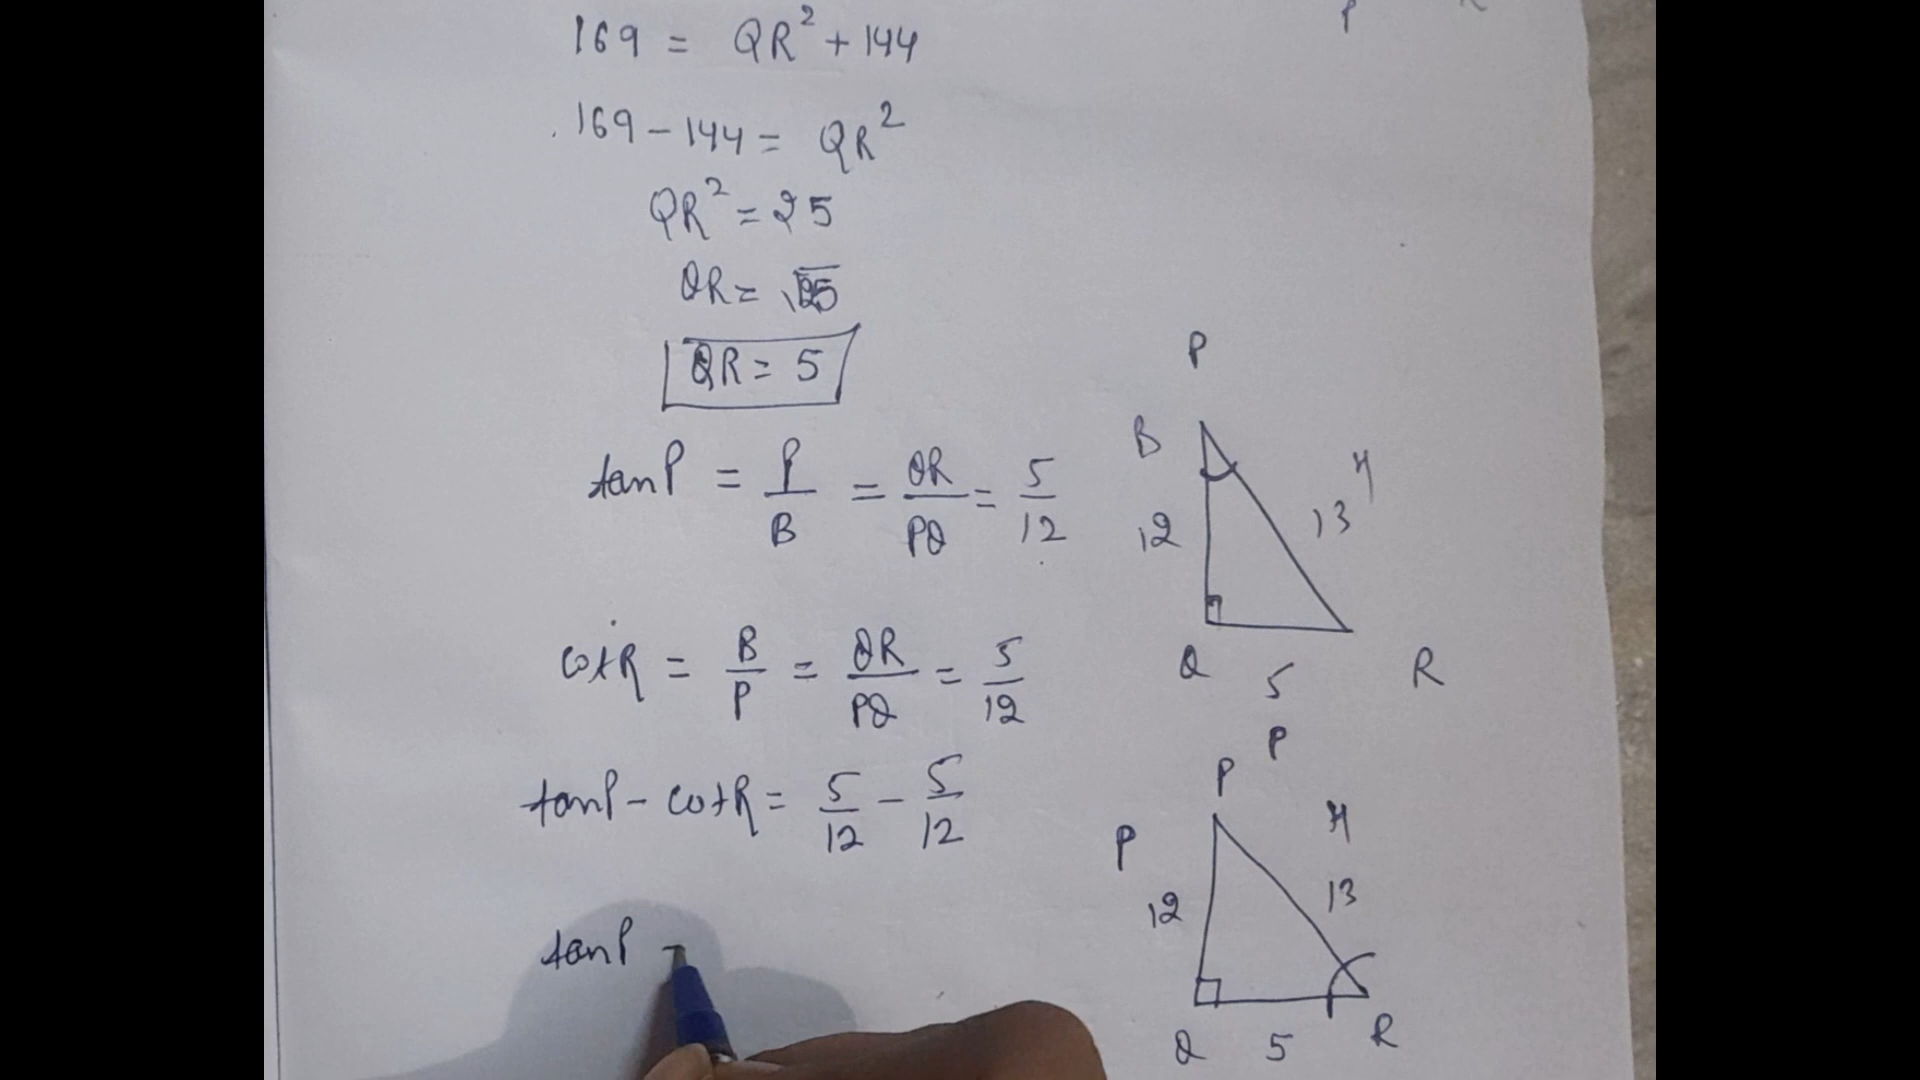 169 = QR² + 144
169 - 144 = QR²
QR² = 25
QR = √25
QR = 5
tanP = P/B = QR/PQ = 5/12
cotR = B/P = QR/PQ = 5/12
tanP - cotR = 5/12 - 5/12
tanP -
P
B
H
12
13
Q
5
R
P
P
P
H
12
13
Q
5
R